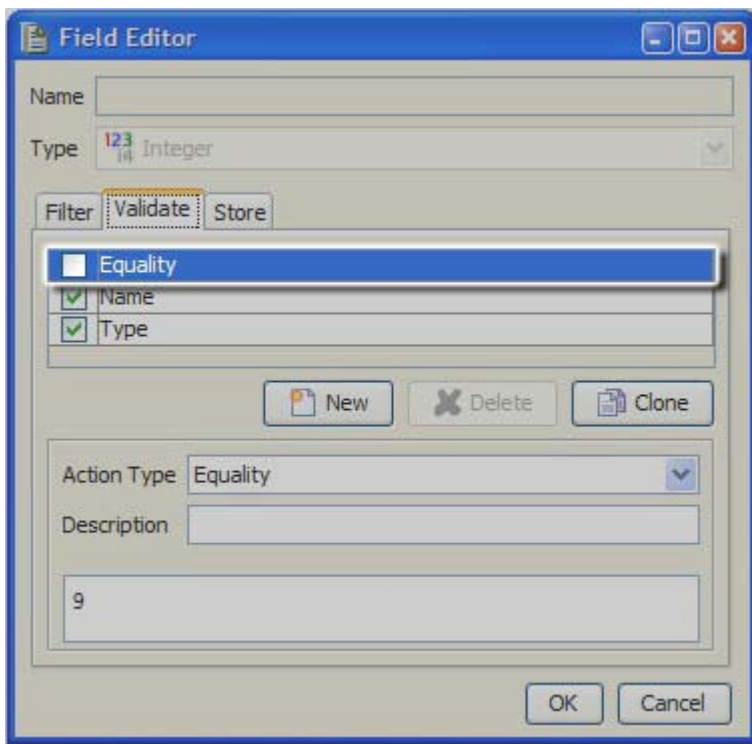 Field Editor
Name
Type 123 14 Integer
Filter Validate Store
Equality
Name
Type
New Delete Clone
Action Type Equality
Description
9
OK Cancel